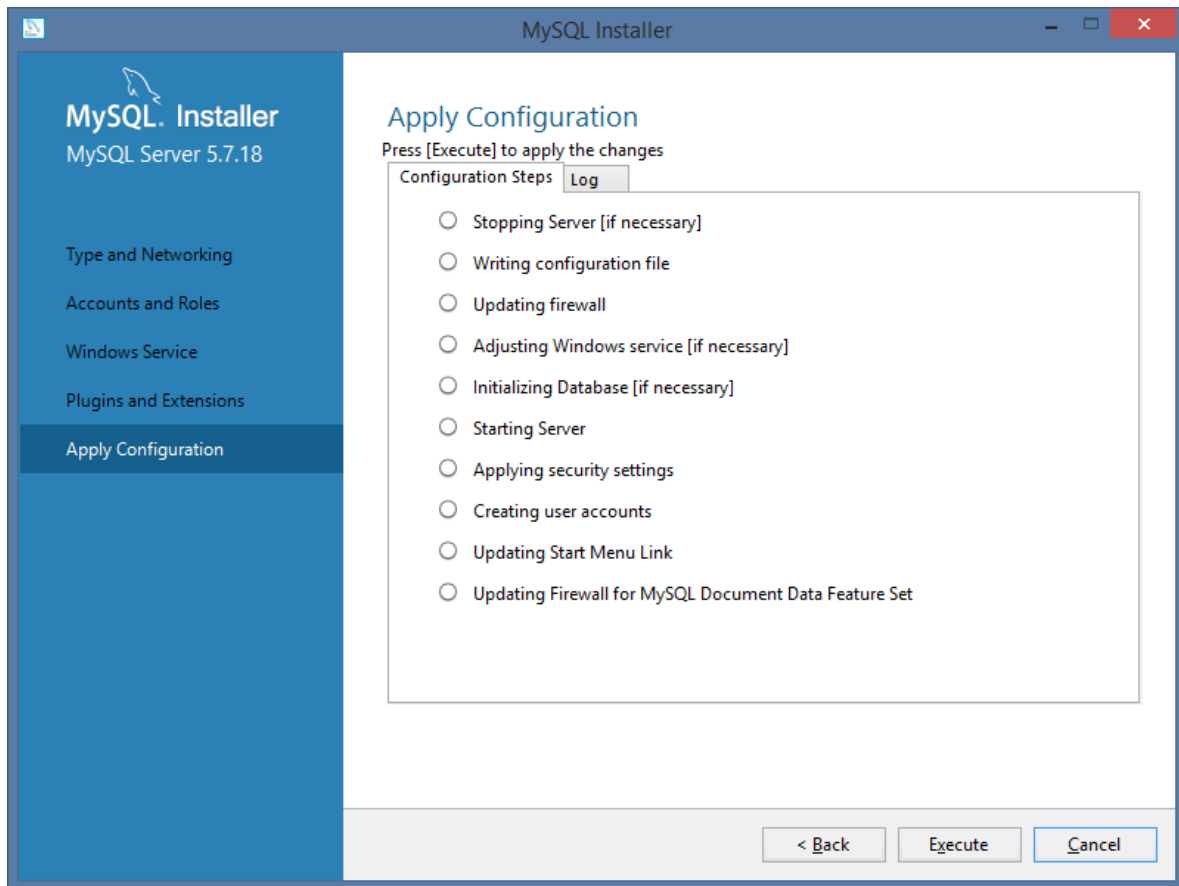 MySQL Installer
MySQL. Installer
MySQL Server 5.7.18
Type and Networking
Accounts and Roles
Windows Service
Plugins and Extensions
Apply Configuration
Apply Configuration
Press [Execute] to apply the changes
Configuration Steps Log
Stopping Server [if necessary]
Writing configuration file
Updating firewall
Adjusting Windows service [if necessary]
Initializing Database [if necessary]
Starting Server
Applying security settings
Creating user accounts
Updating Start Menu Link
Updating Firewall for MySQL Document Data Feature Set
< Back Execute Cancel